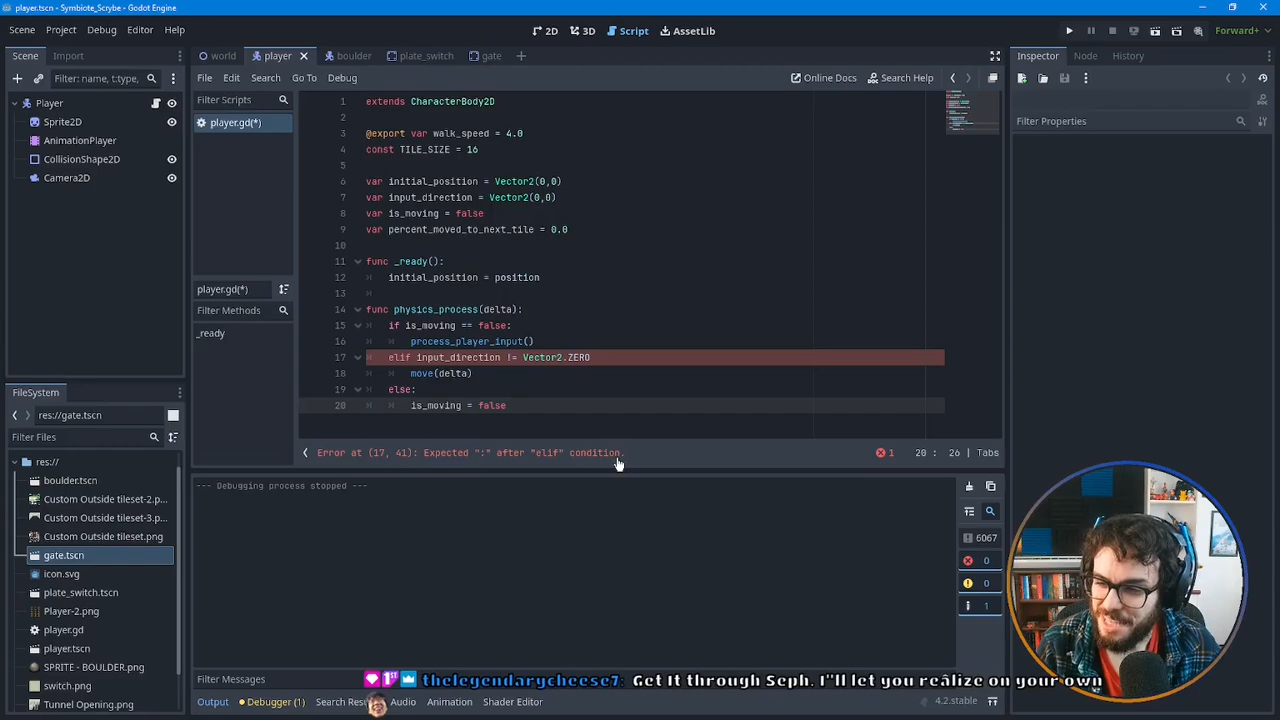 player.tscn - Symbiote_Scrybe - Godot Engine
Scene Project Debug Editor Help
2D 3D Script AssetLib
Forward+
Scene Import
world player boulder plate_switch gate
Inspector Node History
Filter: name, t:type,
File Edit Search Go To Debug
Online Docs Search Help
Player
Sprite2D
AnimationPlayer
CollisionShape2D
Camera2D
Filter Scripts
player.gd(*)
player.gd(*)
Filter Methods
_ready
Filter Properties
1 extends CharacterBody2D
2
3 @export var walk_speed = 4.0
4 const TILE_SIZE = 16
5
6 var initial_position = Vector2(0,0)
7 var input_direction = Vector2(0,0)
8 var is_moving = false
9 var percent_moved_to_next_tile = 0.0
10
11 func _ready():
12 initial_position = position
13
14 func physics_process(delta):
15 if is_moving == false:
16 process_player_input()
17 elif input_direction != Vector2.ZERO
18 move(delta)
19 else:
20 is_moving = false
Error at (17, 41): Expected ":" after "elif" condition.
1 20 : 26 | Tabs
FileSystem
res://gate.tscn
Filter Files
res://
boulder.tscn
Custom Outside tileset-2.p...
Custom Outside tileset-3.p...
Custom Outside tileset.png
gate.tscn
icon.svg
plate_switch.tscn
Player-2.png
player.gd
player.tscn
SPRITE - BOULDER.png
switch.png
Tunnel Opening.png
--- Debugging process stopped ---
6067
0
0
1
Filter Messages
thelegendarycheese7: Get It through Seph. I"ll let you realize on your own
Output Debugger (1) Search Res Audio Animation Shader Editor
4.2.stable